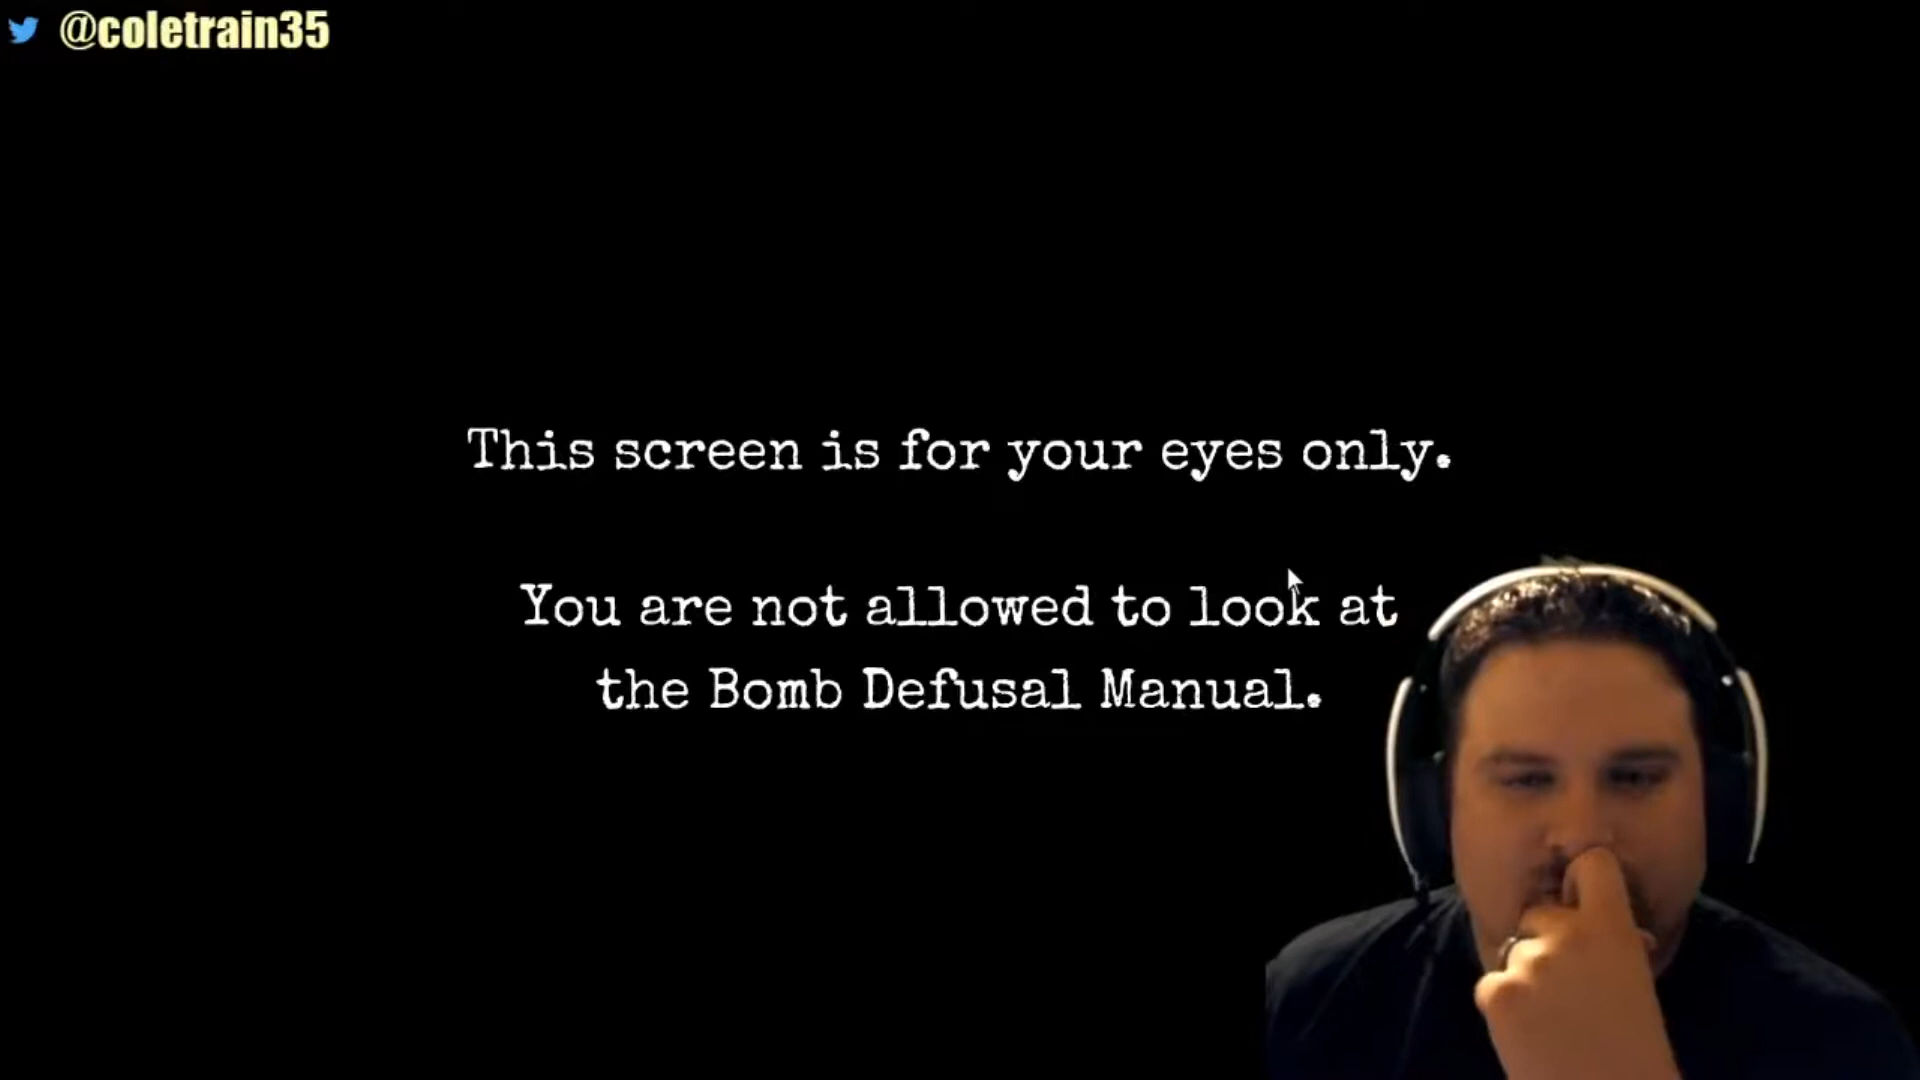 @coletrain35
This screen is for your eyes only.
You are not allowed to look at
the Bomb Defusal Manual.